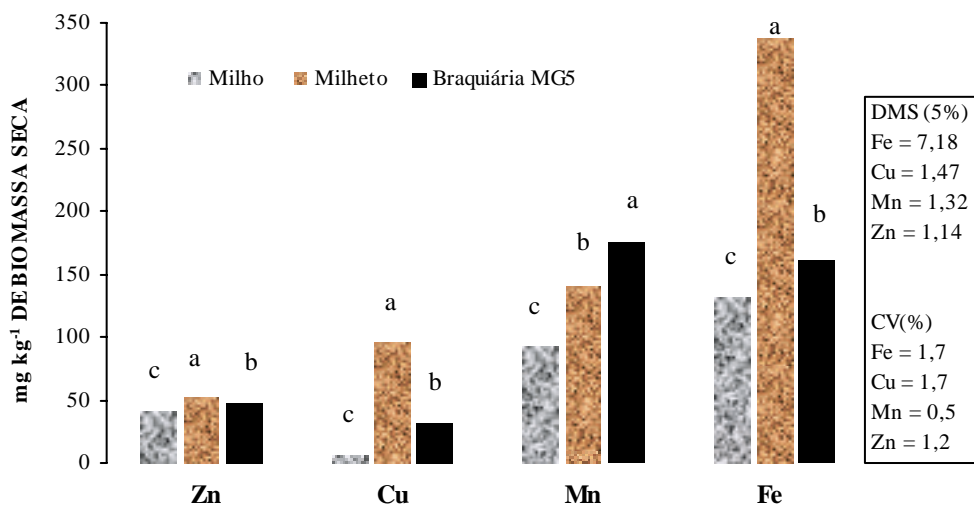 350
300
250
200
150
100
50
0
mg kg-1 DE BIOMASSA SECA
Milho Milheto Braquiária MG5
c a b
c a b
c b a
c a b
Zn Cu Mn Fe
DMS (5%)
Fe = 7,18
Cu = 1,47
Mn = 1,32
Zn = 1,14
CV(%)
Fe = 1,7
Cu = 1,7
Mn = 0,5
Zn = 1,2